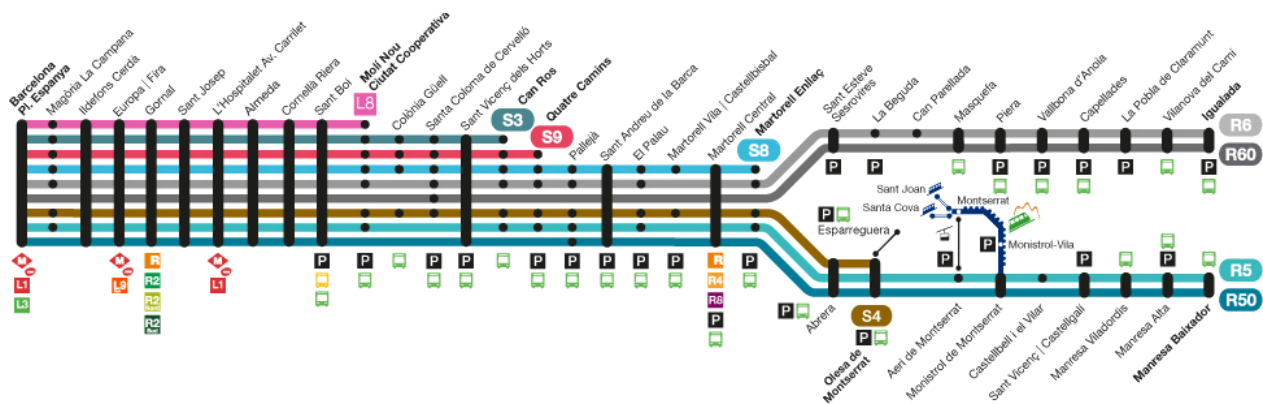 Barcelona
Pl. Espanya
Magòria La Campana
Ildefons Cerdà
Europa | Fira
Gornal
Sant Josep
L'Hospitalet Av. Carrilet
Almeda
Cornellà Riera
Sant Boi
Molí Nou
Ciutat Cooperativa
L8
Colònia Güell
Santa Coloma de Cervelló
Sant Vicenç dels Horts
Can Ros
S3
Quatre Camins
S9
Pallejà
Sant Andreu de la Barca
El Palau
Martorell Vila | Castellbisbal
Martorell Central
Martorell Enllaç
S8
Sant Esteve
Sesrovires
La Beguda
Can Parellada
Masquefa
Piera
Vallbona d'Anoia
Capellades
La Pobla de Claramunt
Vilanova del Camí
Igualada
R6
R60
P
P
P
P
P
P
P
P
P
Sant Joan
Santa Cova
Montserrat
P
Esparreguera
P
Monistrol-Vila
P
M
L1
L3
M
L9
R
R2
R2
R2
M
L1
P
P
P
P
P
P
P
P
P
R
R4
R8
P
P
P
P
P
R5
R50
P
Abrera
S4
P
Olesa de
Montserrat
Aeri de Montserrat
Monistrol de Montserrat
Castellbell i el Vilar
Sant Vicenç | Castellgalí
Manresa Viladordis
Manresa Alta
Manresa Baixador